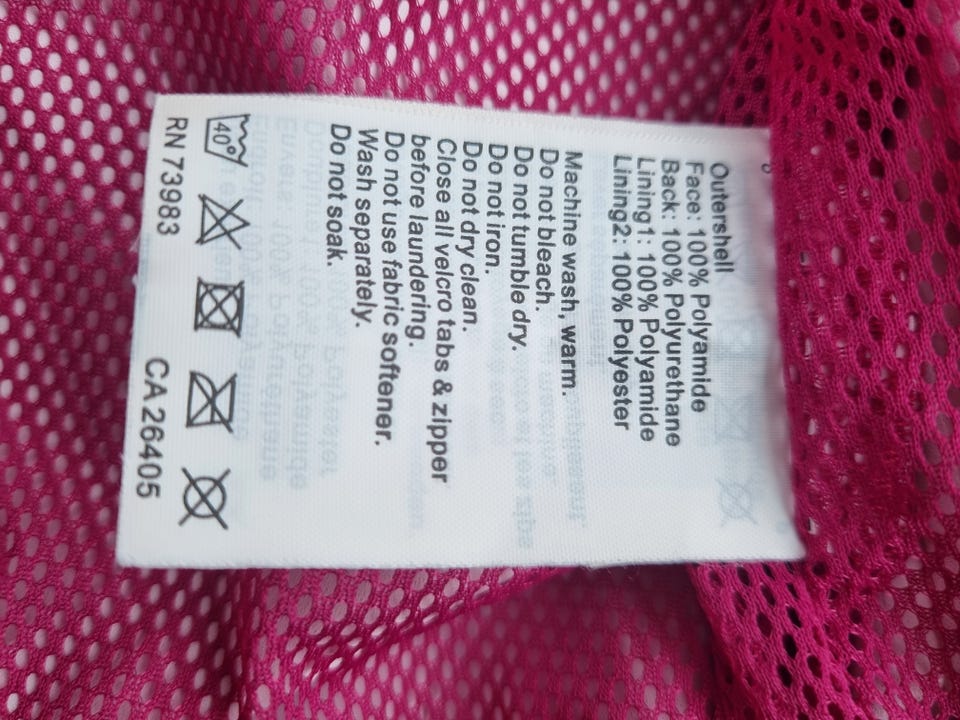 Outershell
Face: 100% Polyamide
Back: 100% Polyurethane
Lining1: 100% Polyamide
Lining2: 100% Polyester
Machine wash, warm.
Do not bleach.
Do not tumble dry.
Do not iron.
Do not dry clean.
Close all velcro tabs & zipper
before laundering.
Do not use fabric softener.
Wash separately.
Do not soak.
40°
RN 73983 CA 26405